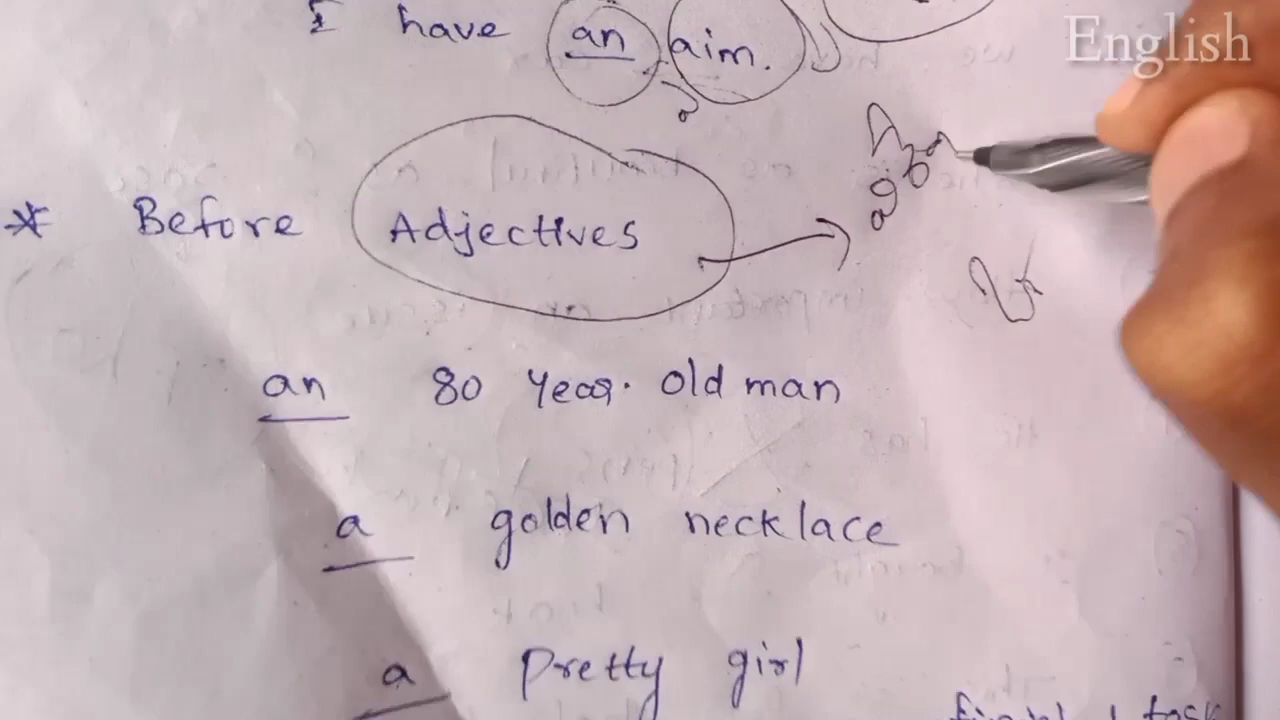 English
I have an aim.
a
* Before Adjectives
an 80 year. old man
a golden necklace
a pretty girl